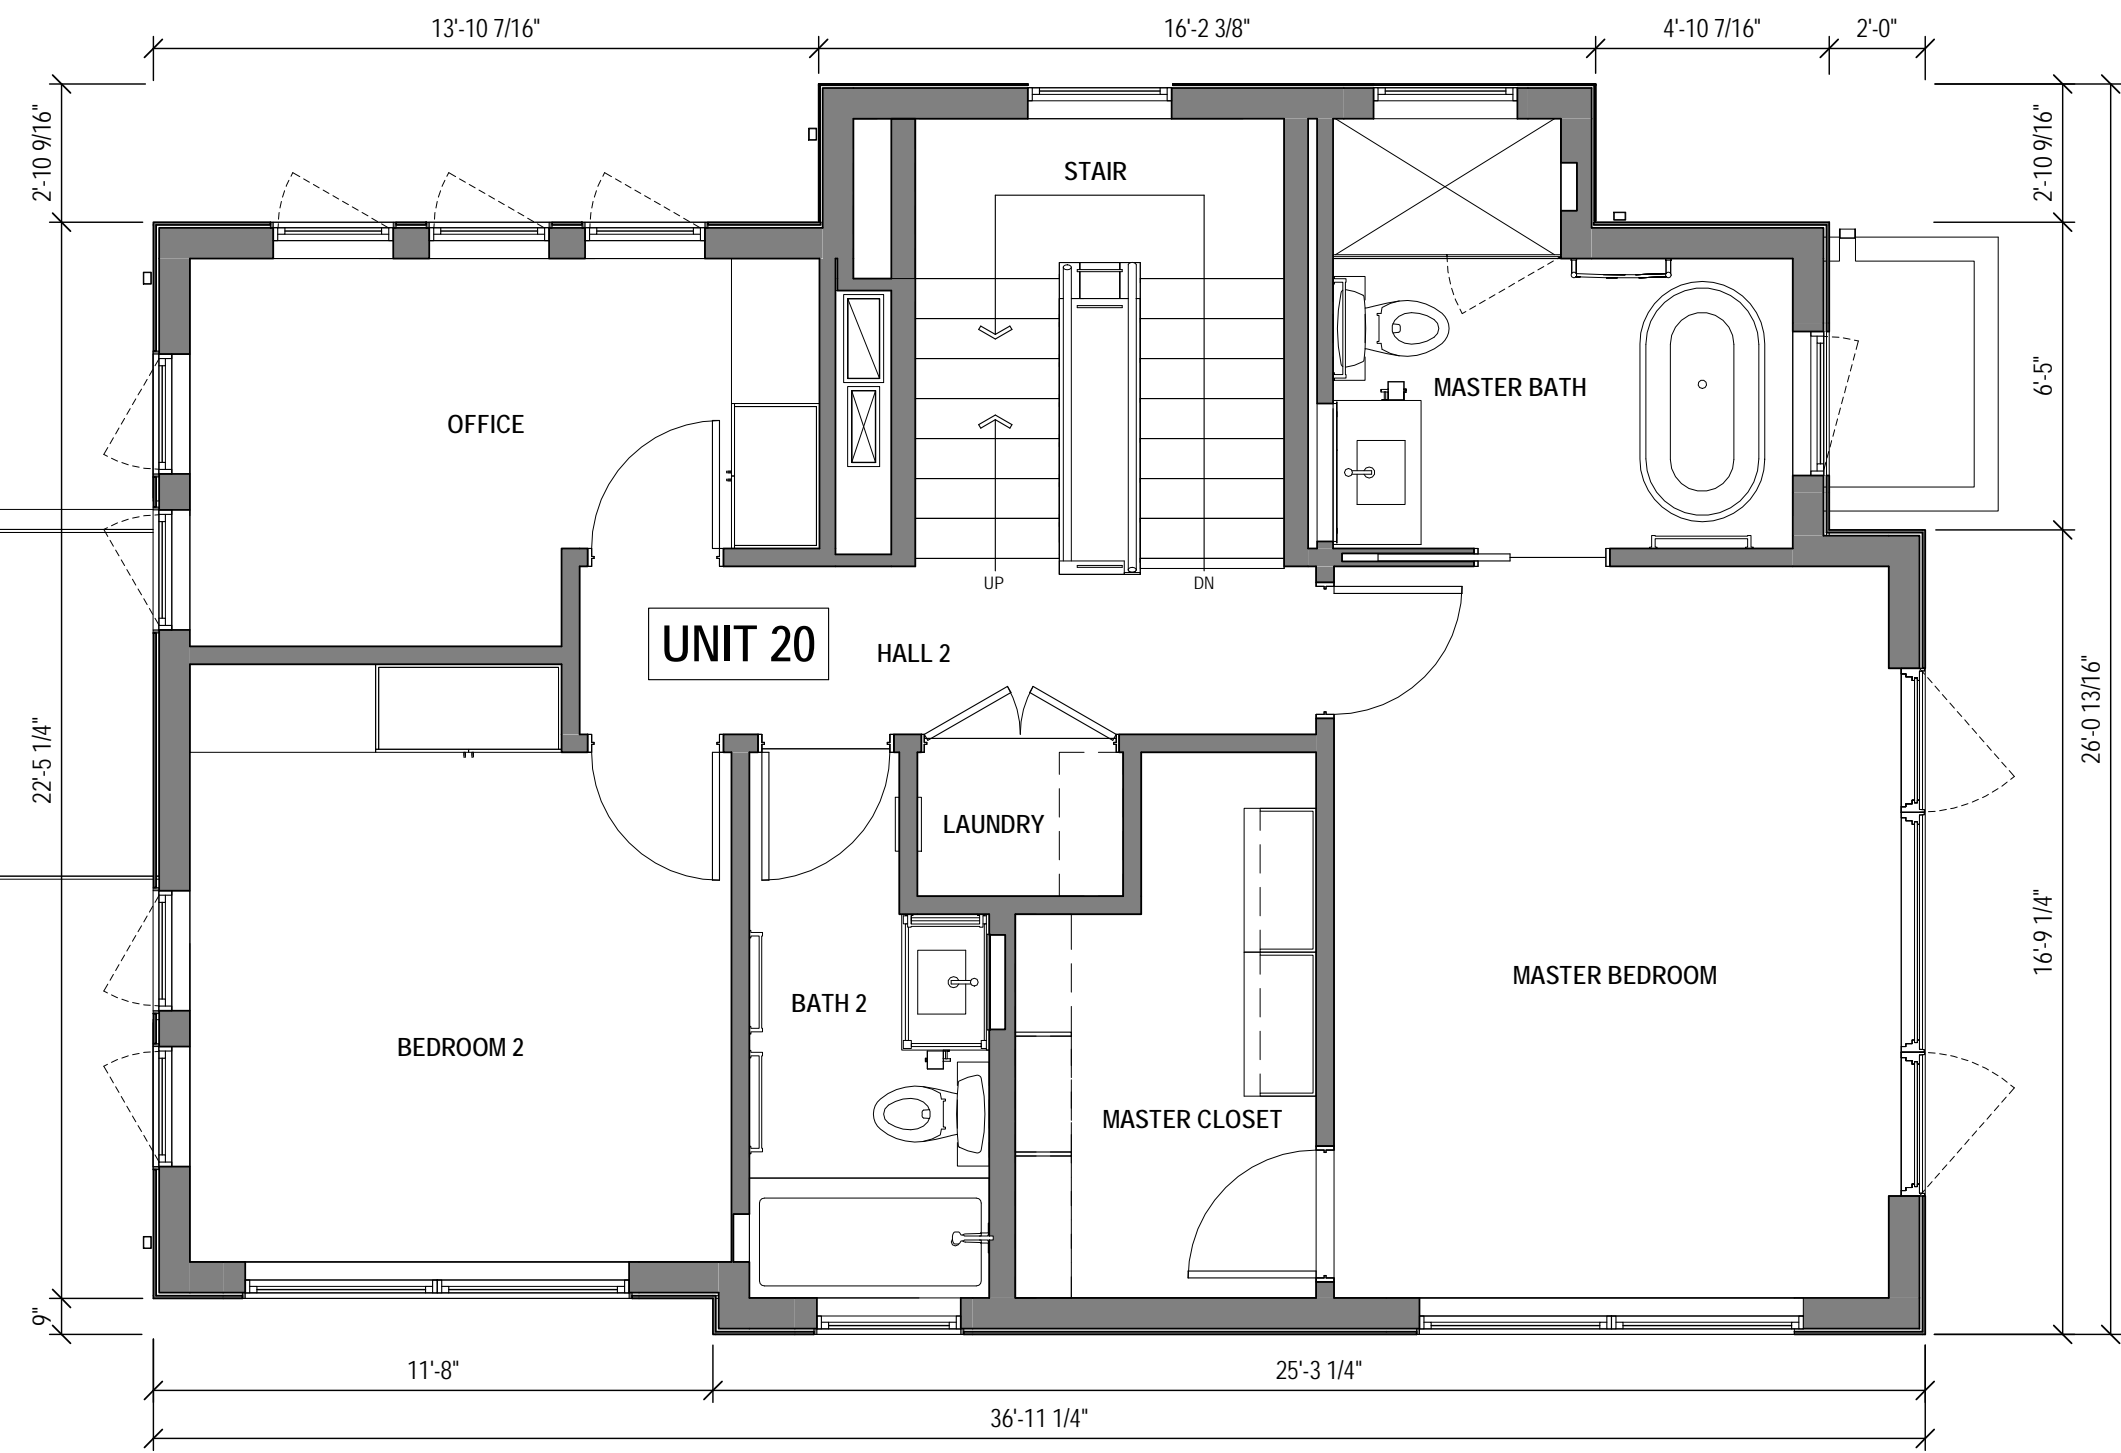 13'-10 7/16"
16'-2 3/8"
4'-10 7/16"
2'-0"
2'-10 9/16"
2'-10 9/16"
STAIR
MASTER BATH
6'-5"
OFFICE
UP
DN
UNIT 20
HALL 2
26'-0 13/16"
22'-5 1/4"
LAUNDRY
MASTER BEDROOM
16'-9 1/4"
BATH 2
BEDROOM 2
MASTER CLOSET
9"
11'-8"
25'-3 1/4"
36'-11 1/4"